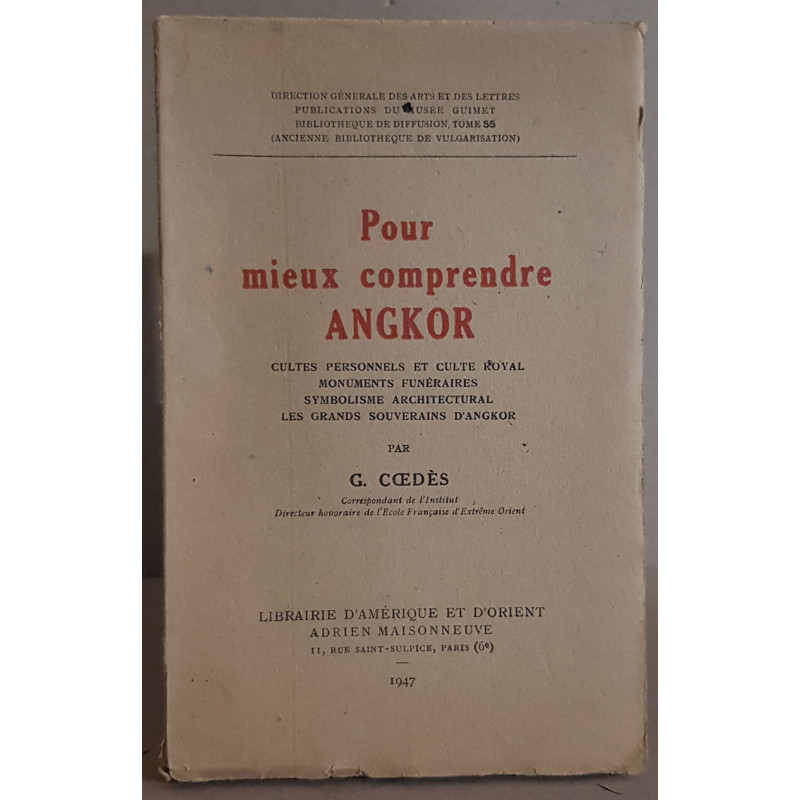 DIRECTION GÉNERALE DES ARTS ET DES LETTRES
PUBLICATIONS DU MUSÉE GUIMET
BIBLIOTHEQUE DE DIFFUSION, TOME 55
(ANCIENNE BIBLIOTHÈQUE DE VULGARISATION)
Pour
mieux comprendre
ANGKOR
CULTES PERSONNELS ET CULTE ROYAL
MONUMENTS FUNÉRAIRES
SYMBOLISME ARCHITECTURAL
LES GRANDS SOUVERAINS D'ANGKOR
PAR
G. CŒDÈS
Correspondant de l'Institut
Directeur honoraire de l'École Française d'Extrême Orient
LIBRAIRIE D'AMÉRIQUE ET D'ORIENT
ADRIEN MAISONNEUVE
11, RUE SAINT-SULPICE, PARIS (6e)
1947